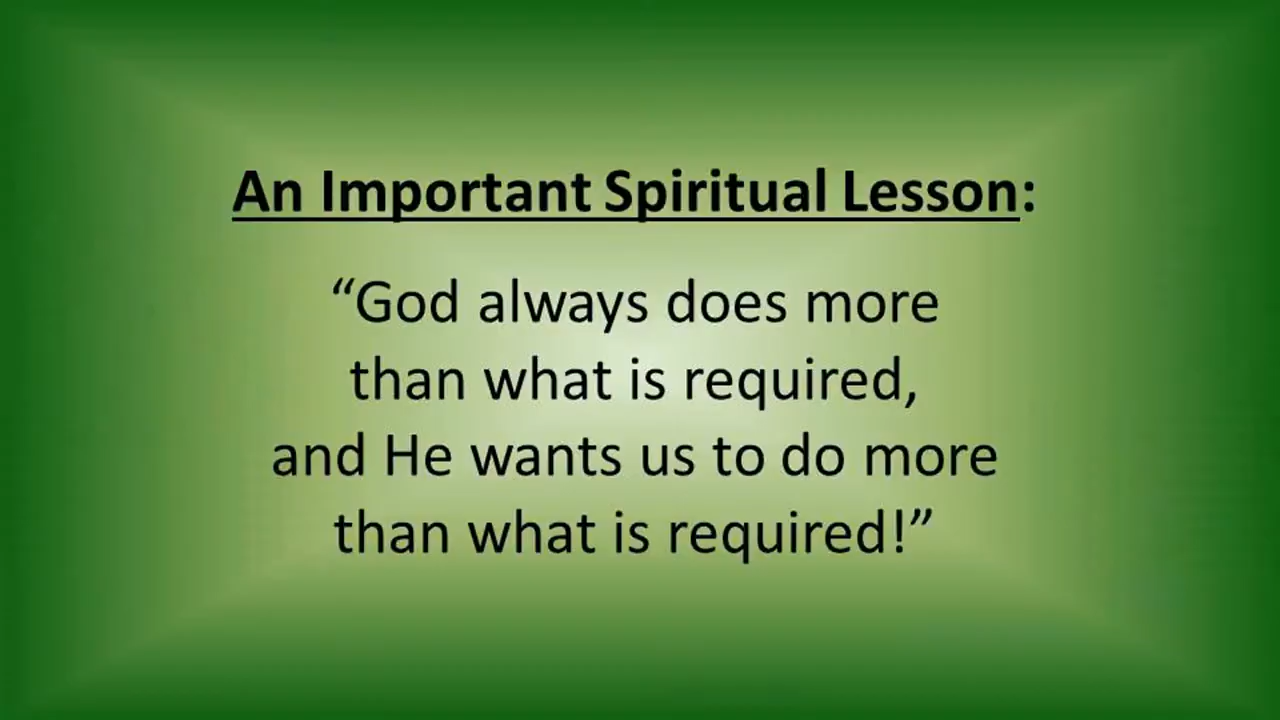 An Important Spiritual Lesson:
“God always does more
than what is required,
and He wants us to do more
than what is required!”